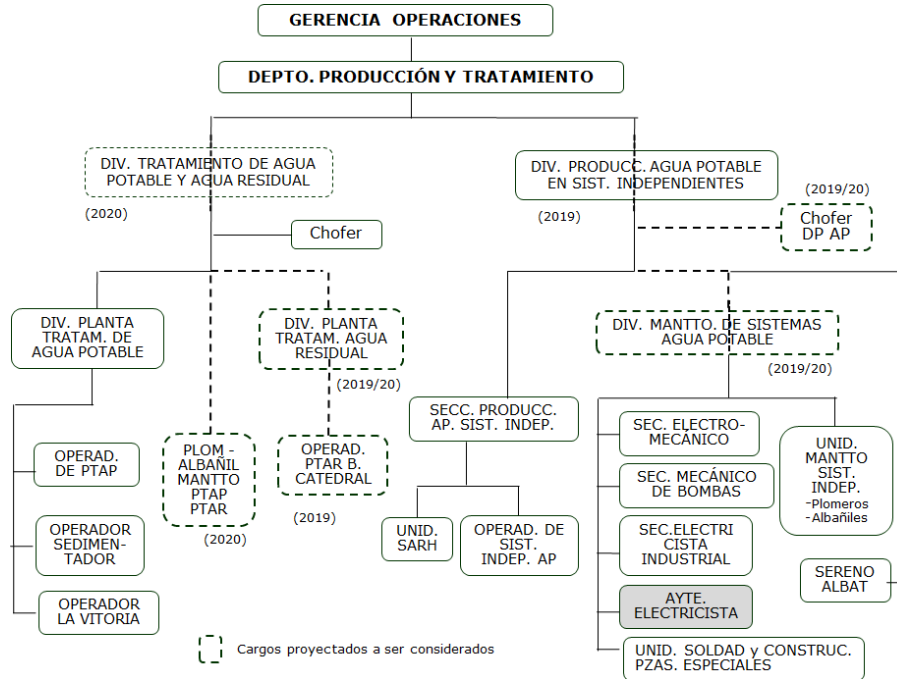 GERENCIA OPERACIONES
DEPTO. PRODUCCIÓN Y TRATAMIENTO
DIV. TRATAMIENTO DE AGUA
POTABLE Y AGUA RESIDUAL
(2020)
DIV. PRODUCC. AGUA POTABLE
EN SIST. INDEPENDIENTES
(2019)
(2019/20)
Chofer
DP AP
Chofer
DIV. PLANTA
TRATAM. DE
AGUA POTABLE
DIV. PLANTA
TRATAM. AGUA
RESIDUAL
(2019/20)
DIV. MANTTO. DE SISTEMAS
AGUA POTABLE
(2019/20)
OPERAD.
DE PTAP
OPERADOR
SEDIMEN-
TADOR
OPERADOR
LA VITORIA
PLOM -
ALBAÑIL
MANTTO
PTAP
PTAR
(2020)
OPERAD.
PTAR B.
CATEDRAL
(2019)
SECC. PRODUCC.
AP. SIST. INDEP.
UNID.
SARH
OPERAD. DE
SIST.
INDEP. AP
SEC. ELECTRO-
MECÁNICO
SEC. MECÁNICO
DE BOMBAS
SEC.ELECTRI
CISTA
INDUSTRIAL
AYTE.
ELECTRICISTA
UNID. SOLDAD y CONSTRUC.
PZAS. ESPECIALES
UNID.
MANTTO
SIST.
INDEP.
-Plomeros
-Albañiles
SERENO
ALBAT
Cargos proyectados a ser considerados